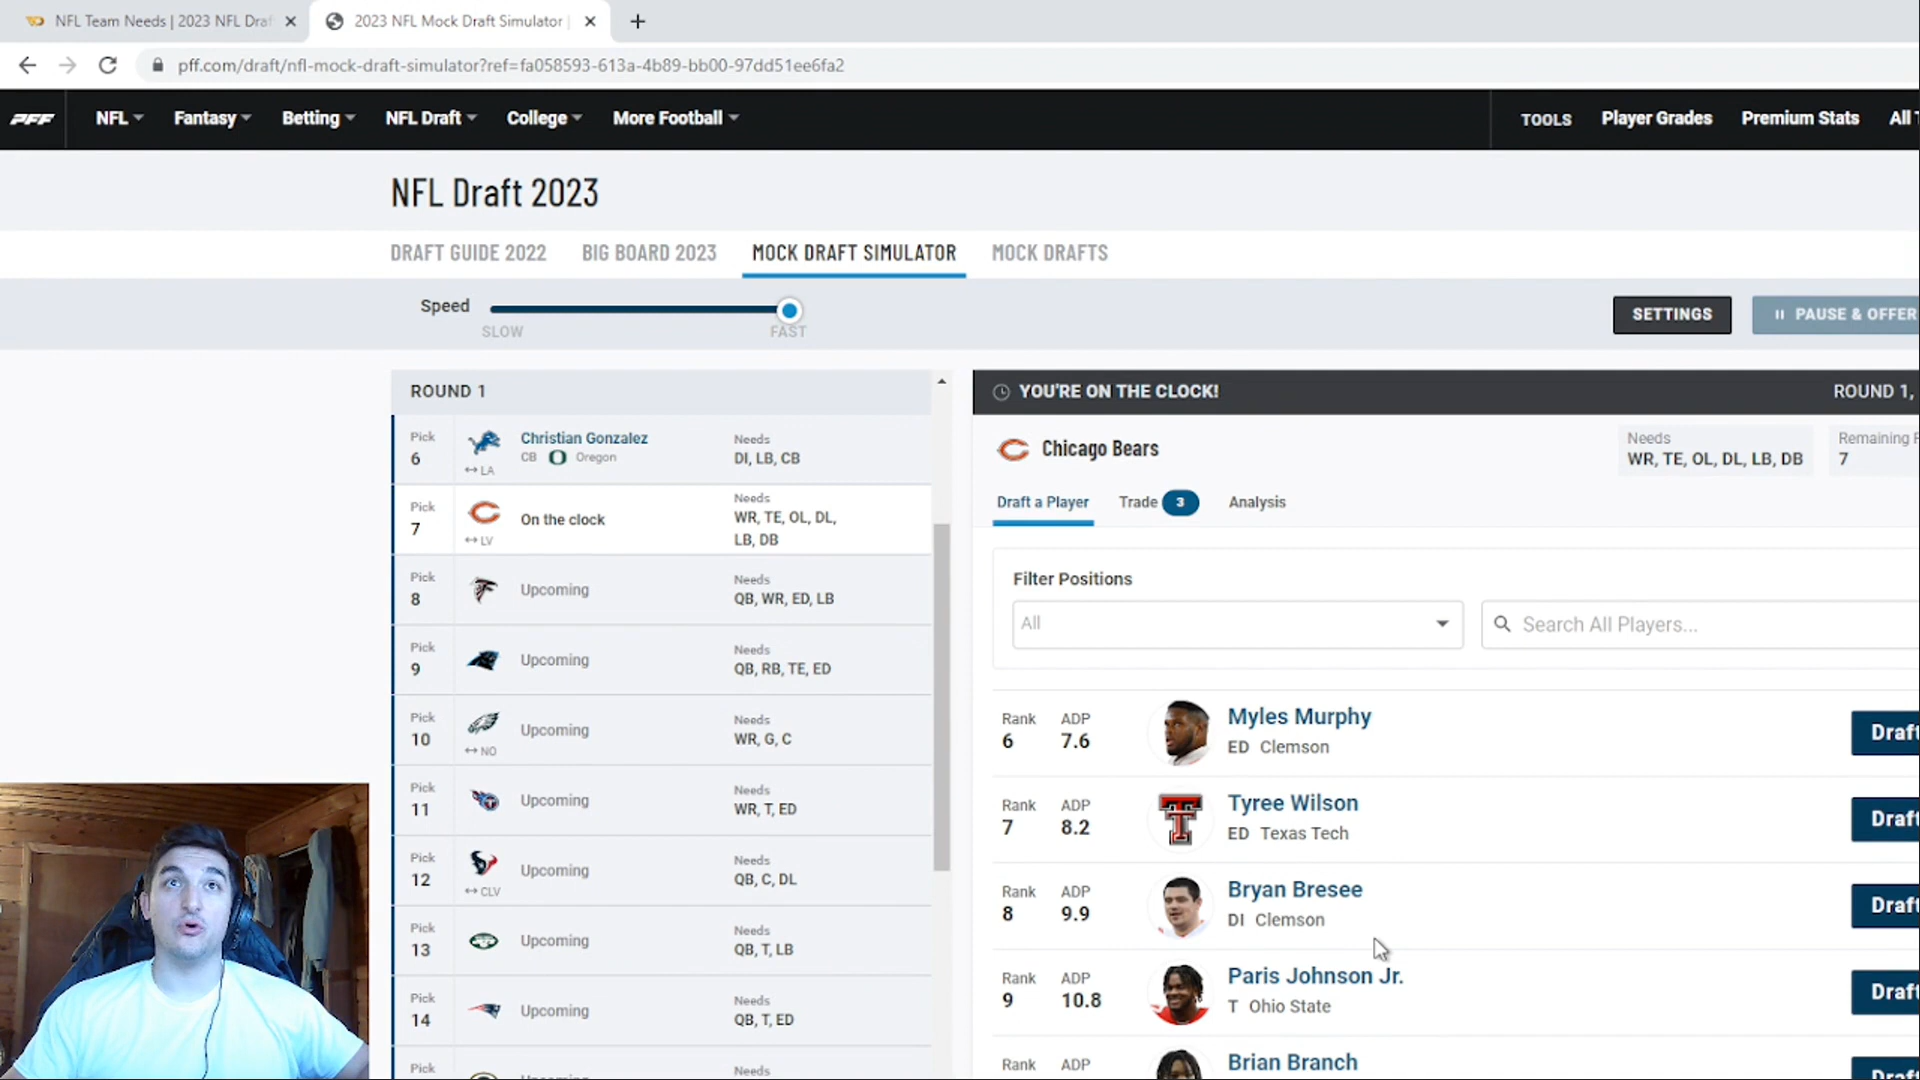 NFL Team Needs | 2023 NFL Draf
2023 NFL Mock Draft Simulator |
pff.com/draft/nfl-mock-draft-simulator?ref=fa058593-613a-4b89-bb00-97dd51ee6fa2
PFF
NFL
Fantasy
Betting
NFL Draft
College
More Football
TOOLS
Player Grades
Premium Stats
All T
NFL Draft 2023
DRAFT GUIDE 2022
BIG BOARD 2023
MOCK DRAFT SIMULATOR
MOCK DRAFTS
Speed
SLOW
FAST
SETTINGS
PAUSE & OFFER
ROUND 1
Pick
6
LA
Christian Gonzalez
CB Oregon
Needs
DI, LB, CB
Pick
7
LV
On the clock
Needs
WR, TE, OL, DL,
LB, DB
Pick
8
Upcoming
Needs
QB, WR, ED, LB
Pick
9
Upcoming
Needs
QB, RB, TE, ED
Pick
10
NO
Upcoming
Needs
WR, G, C
Pick
11
Upcoming
Needs
WR, T, ED
Pick
12
CLV
Upcoming
Needs
QB, C, DL
Pick
13
Upcoming
Needs
QB, T, LB
Pick
14
Upcoming
Needs
QB, T, ED
Pick
Needs
YOU'RE ON THE CLOCK!
ROUND 1,
Chicago Bears
Needs
WR, TE, OL, DL, LB, DB
Remaining P
7
Draft a Player
Trade 3
Analysis
Filter Positions
All
Search All Players...
Rank
6
ADP
7.6
Myles Murphy
ED Clemson
Draft
Rank
7
ADP
8.2
Tyree Wilson
ED Texas Tech
Draft
Rank
8
ADP
9.9
Bryan Bresee
DI Clemson
Draft
Rank
9
ADP
10.8
Paris Johnson Jr.
T Ohio State
Draft
Rank
ADP
Brian Branch